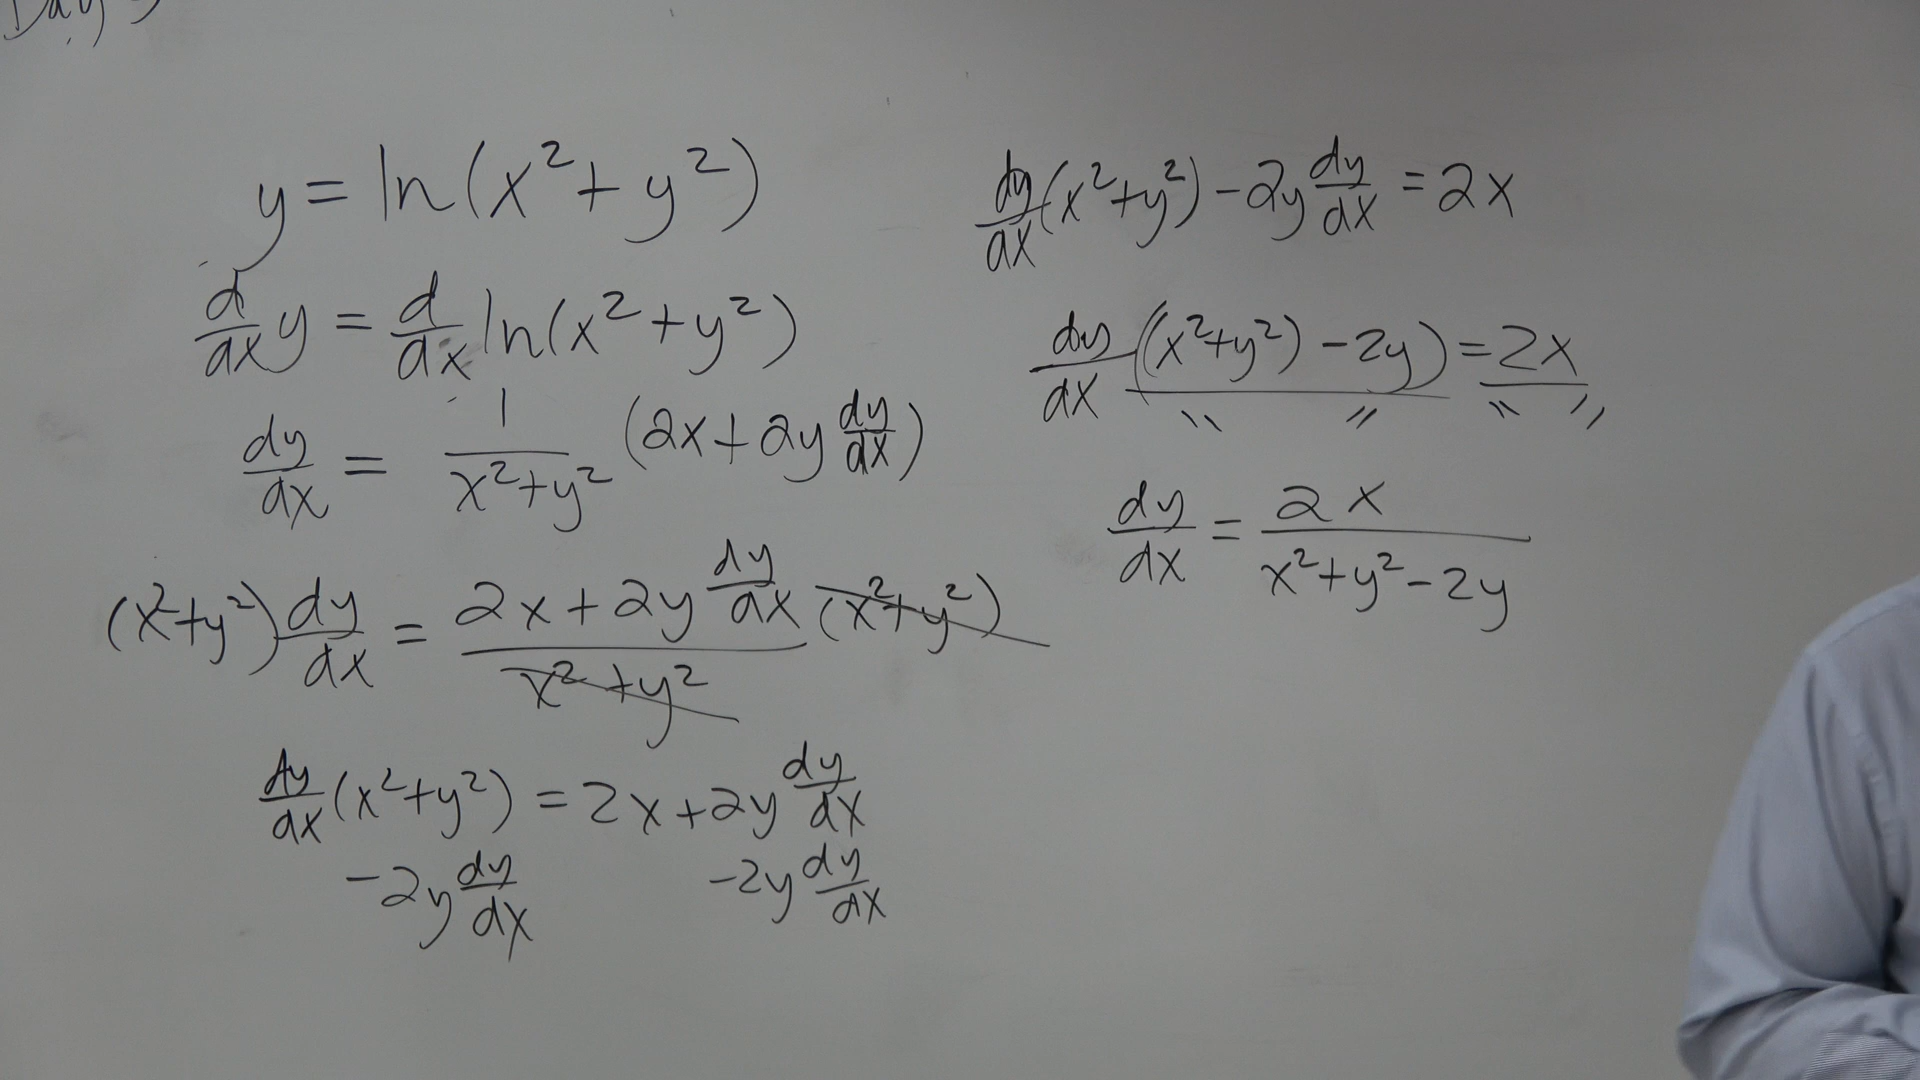 Day 3
y = ln(x² + y²)
d/dx y = d/dx ln(x² + y²)
dy/dx = 1/(x²+y²) (2x + 2y dy/dx)
(x²+y²) dy/dx = (2x + 2y dy/dx)/(x²+y²) (x²+y²)
dy/dx (x²+y²) = 2x + 2y dy/dx
-2y dy/dx -2y dy/dx
dy/dx (x²+y²) - 2y dy/dx = 2x
dy/dx ((x²+y²) - 2y) = 2x
" " " "
dy/dx = 2x/(x²+y²-2y)